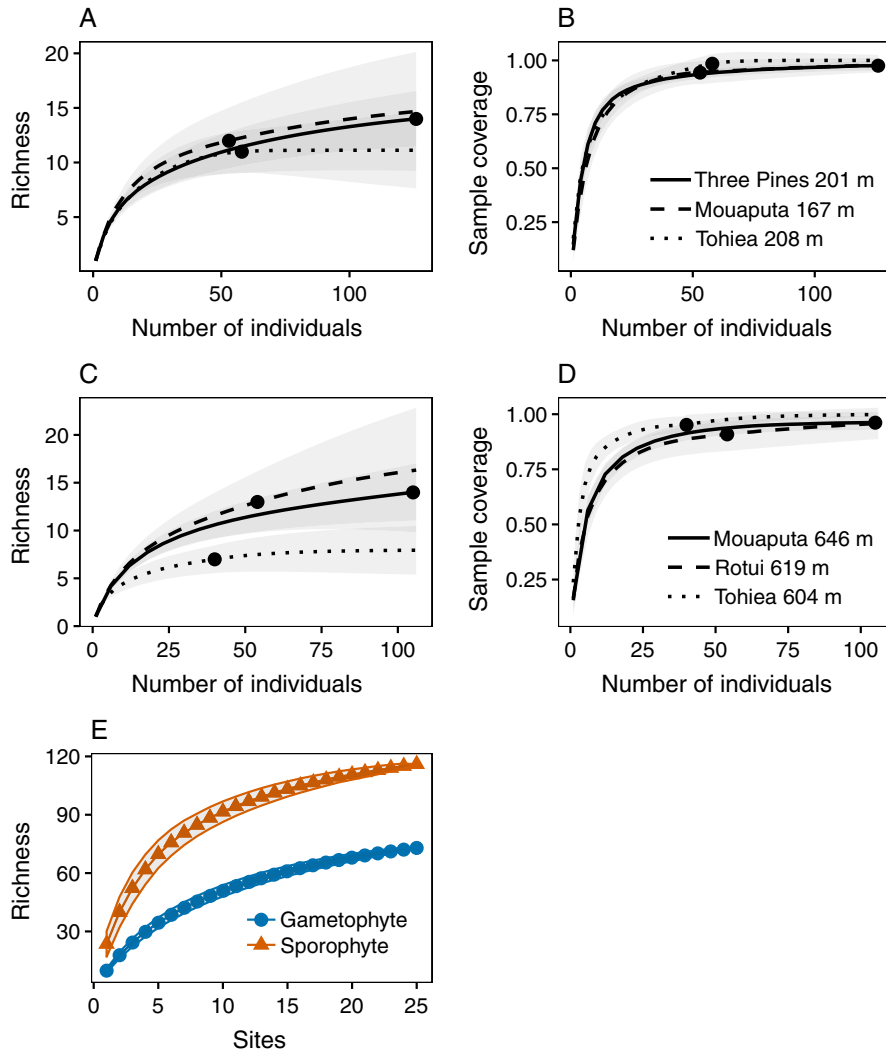 A
20
15
10
5
Richness
0
50
100
Number of individuals
B
1.00
0.75
0.50
0.25
Sample coverage
Three Pines 201 m
Mouaputa 167 m
Tohiea 208 m
0
50
100
Number of individuals
C
20
15
10
5
0
Richness
0
25
50
75
100
Number of individuals
D
1.00
0.75
0.50
0.25
Sample coverage
Mouaputa 646 m
Rotui 619 m
Tohiea 604 m
0
25
50
75
100
Number of individuals
E
120
90
60
30
Richness
Gametophyte
Sporophyte
0
5
10
15
20
25
Sites